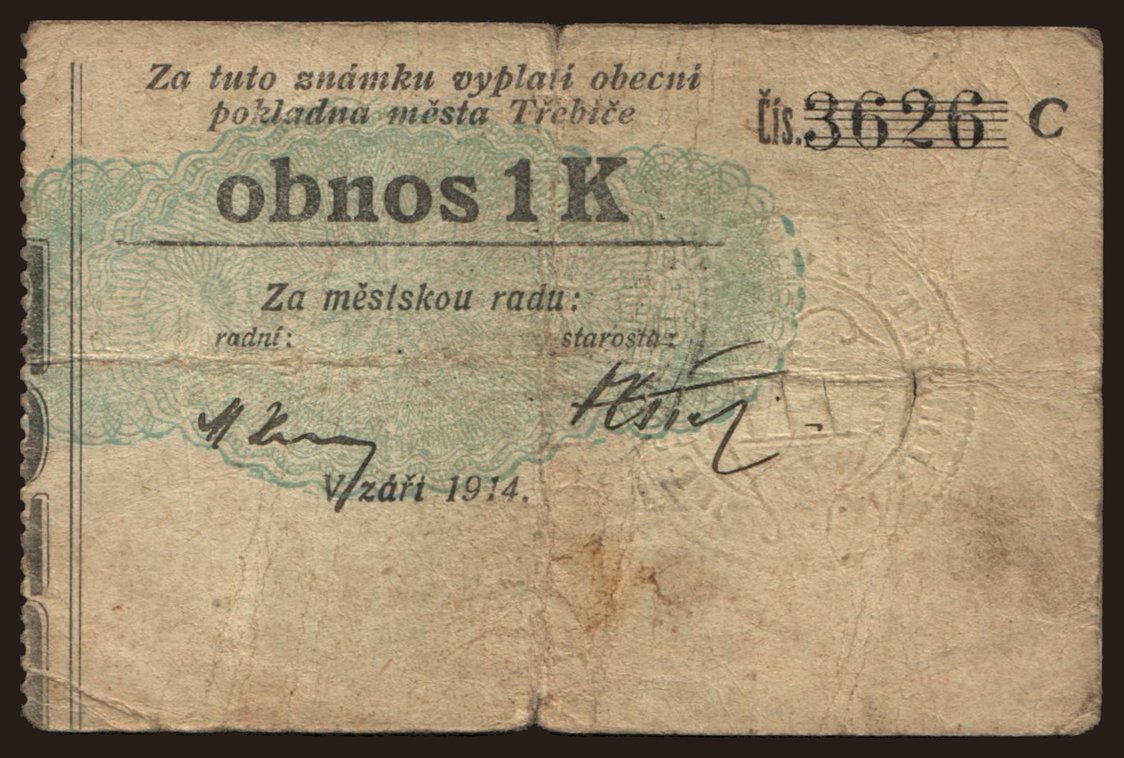 Za tuto známku vyplatí obecní
pokladna města Třebíče
Čís. 3626 C
obnos 1 K
Za městskou radu:
radní: starosta:
V září 1914.